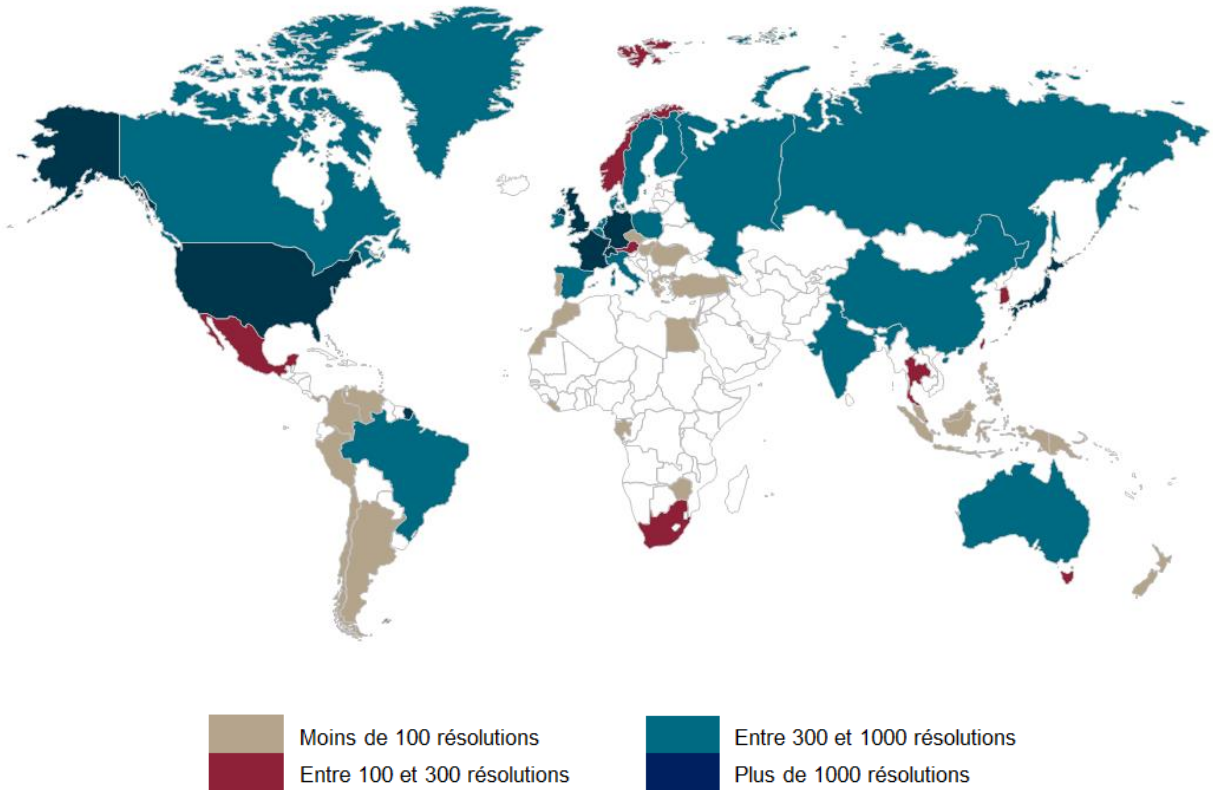 Moins de 100 résolutions
Entre 100 et 300 résolutions
Entre 300 et 1000 résolutions
Plus de 1000 résolutions